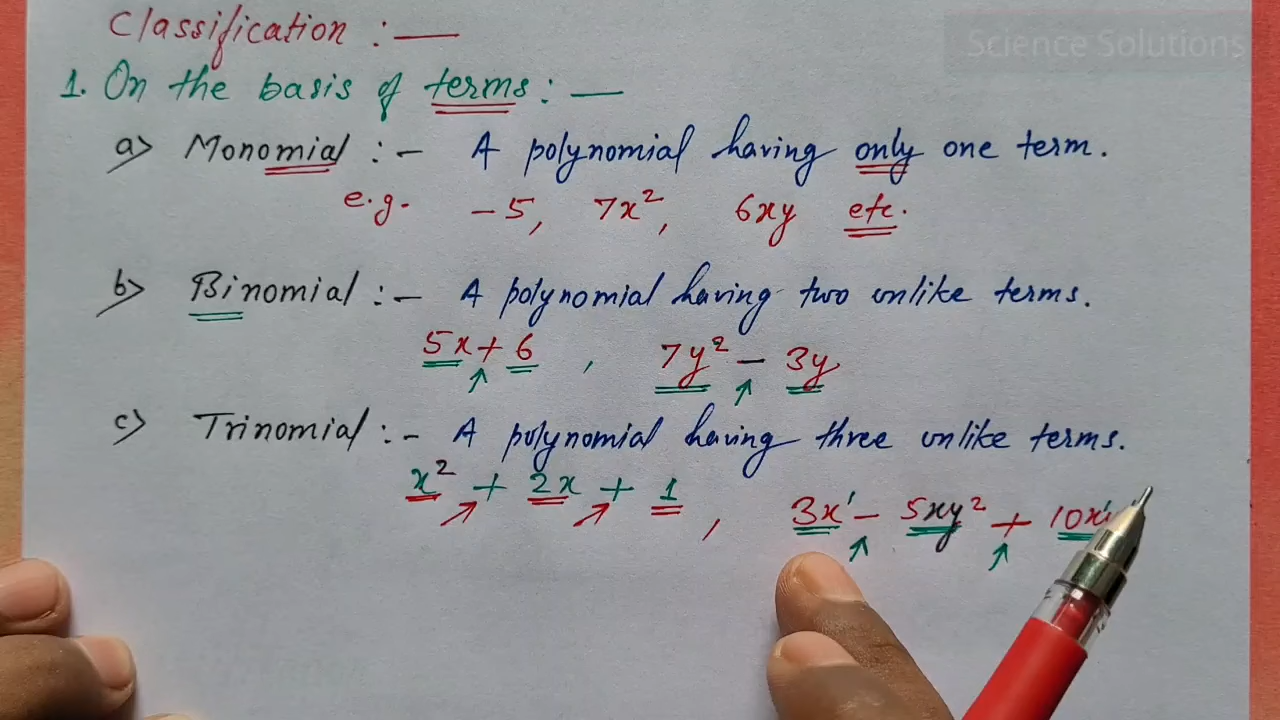 Science Solutions
Classification :—
1. On the basis of terms : —
a) Monomial :- A polynomial having only one term.
e.g. -5, 7x², 6xy etc.
b) Binomial :- A polynomial having two unlike terms.
5x + 6 , 7y² - 3y
c) Trinomial :- A polynomial having three unlike terms.
x² + 2x + 1 , 3x' - 5xy² +